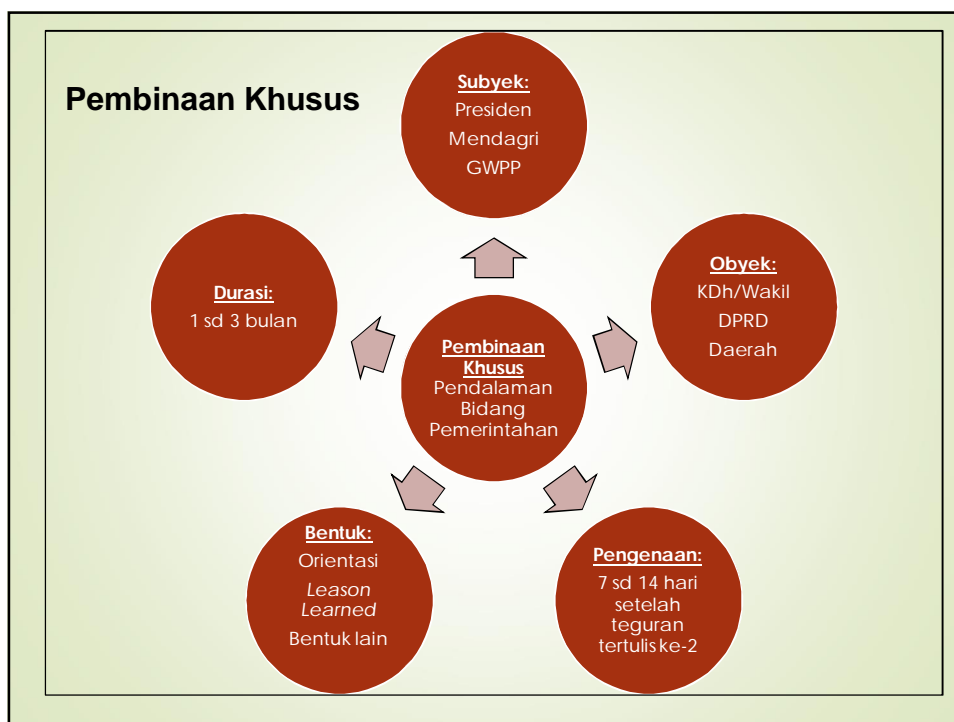 Pembinaan Khusus
Subyek:
Presiden
Mendagri
GWPP
Obyek:
KDh/Wakil
DPRD
Daerah
Pengenaan:
7 sd 14 hari
setelah
teguran
tertulis ke-2
Bentuk:
Orientasi
Leason
Learned
Bentuk lain
Durasi:
1 sd 3 bulan
Pembinaan
Khusus
Pendalaman
Bidang
Pemerintahan